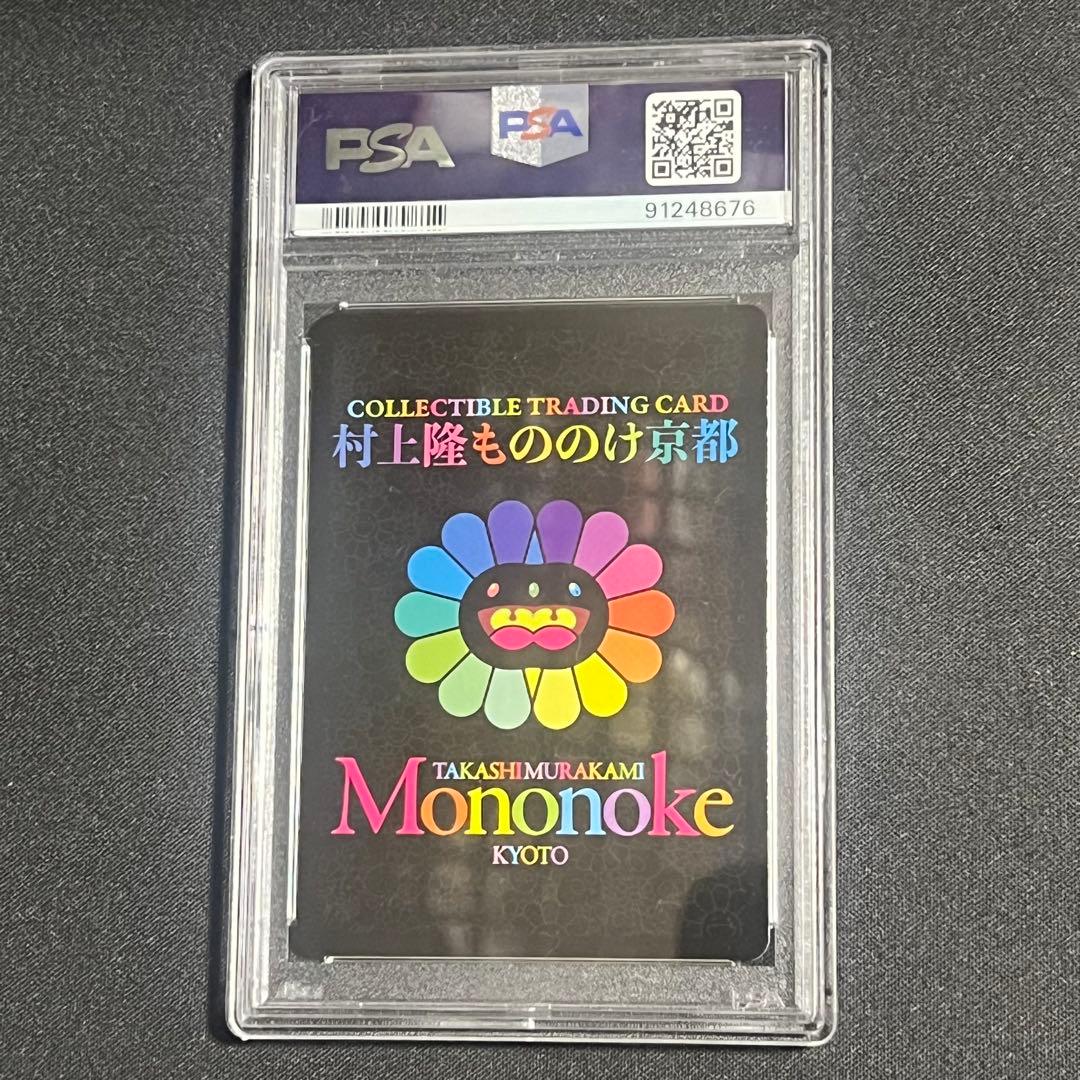 PSA
PSA
91248676
COLLECTIBLE TRADING CARD
村上隆もののけ京都
TAKASHI MURAKAMI
Mononoke
KYOTO